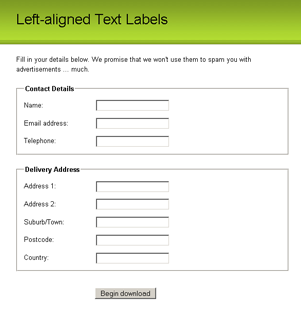 Left-aligned Text Labels
Fill in your details below. We promise that we won't use them to spam you with
advertisements ... much.
Contact Details
Name:
Email address:
Telephone:
Delivery Address
Address 1:
Address 2:
Suburb/Town:
Postcode:
Country:
Begin download